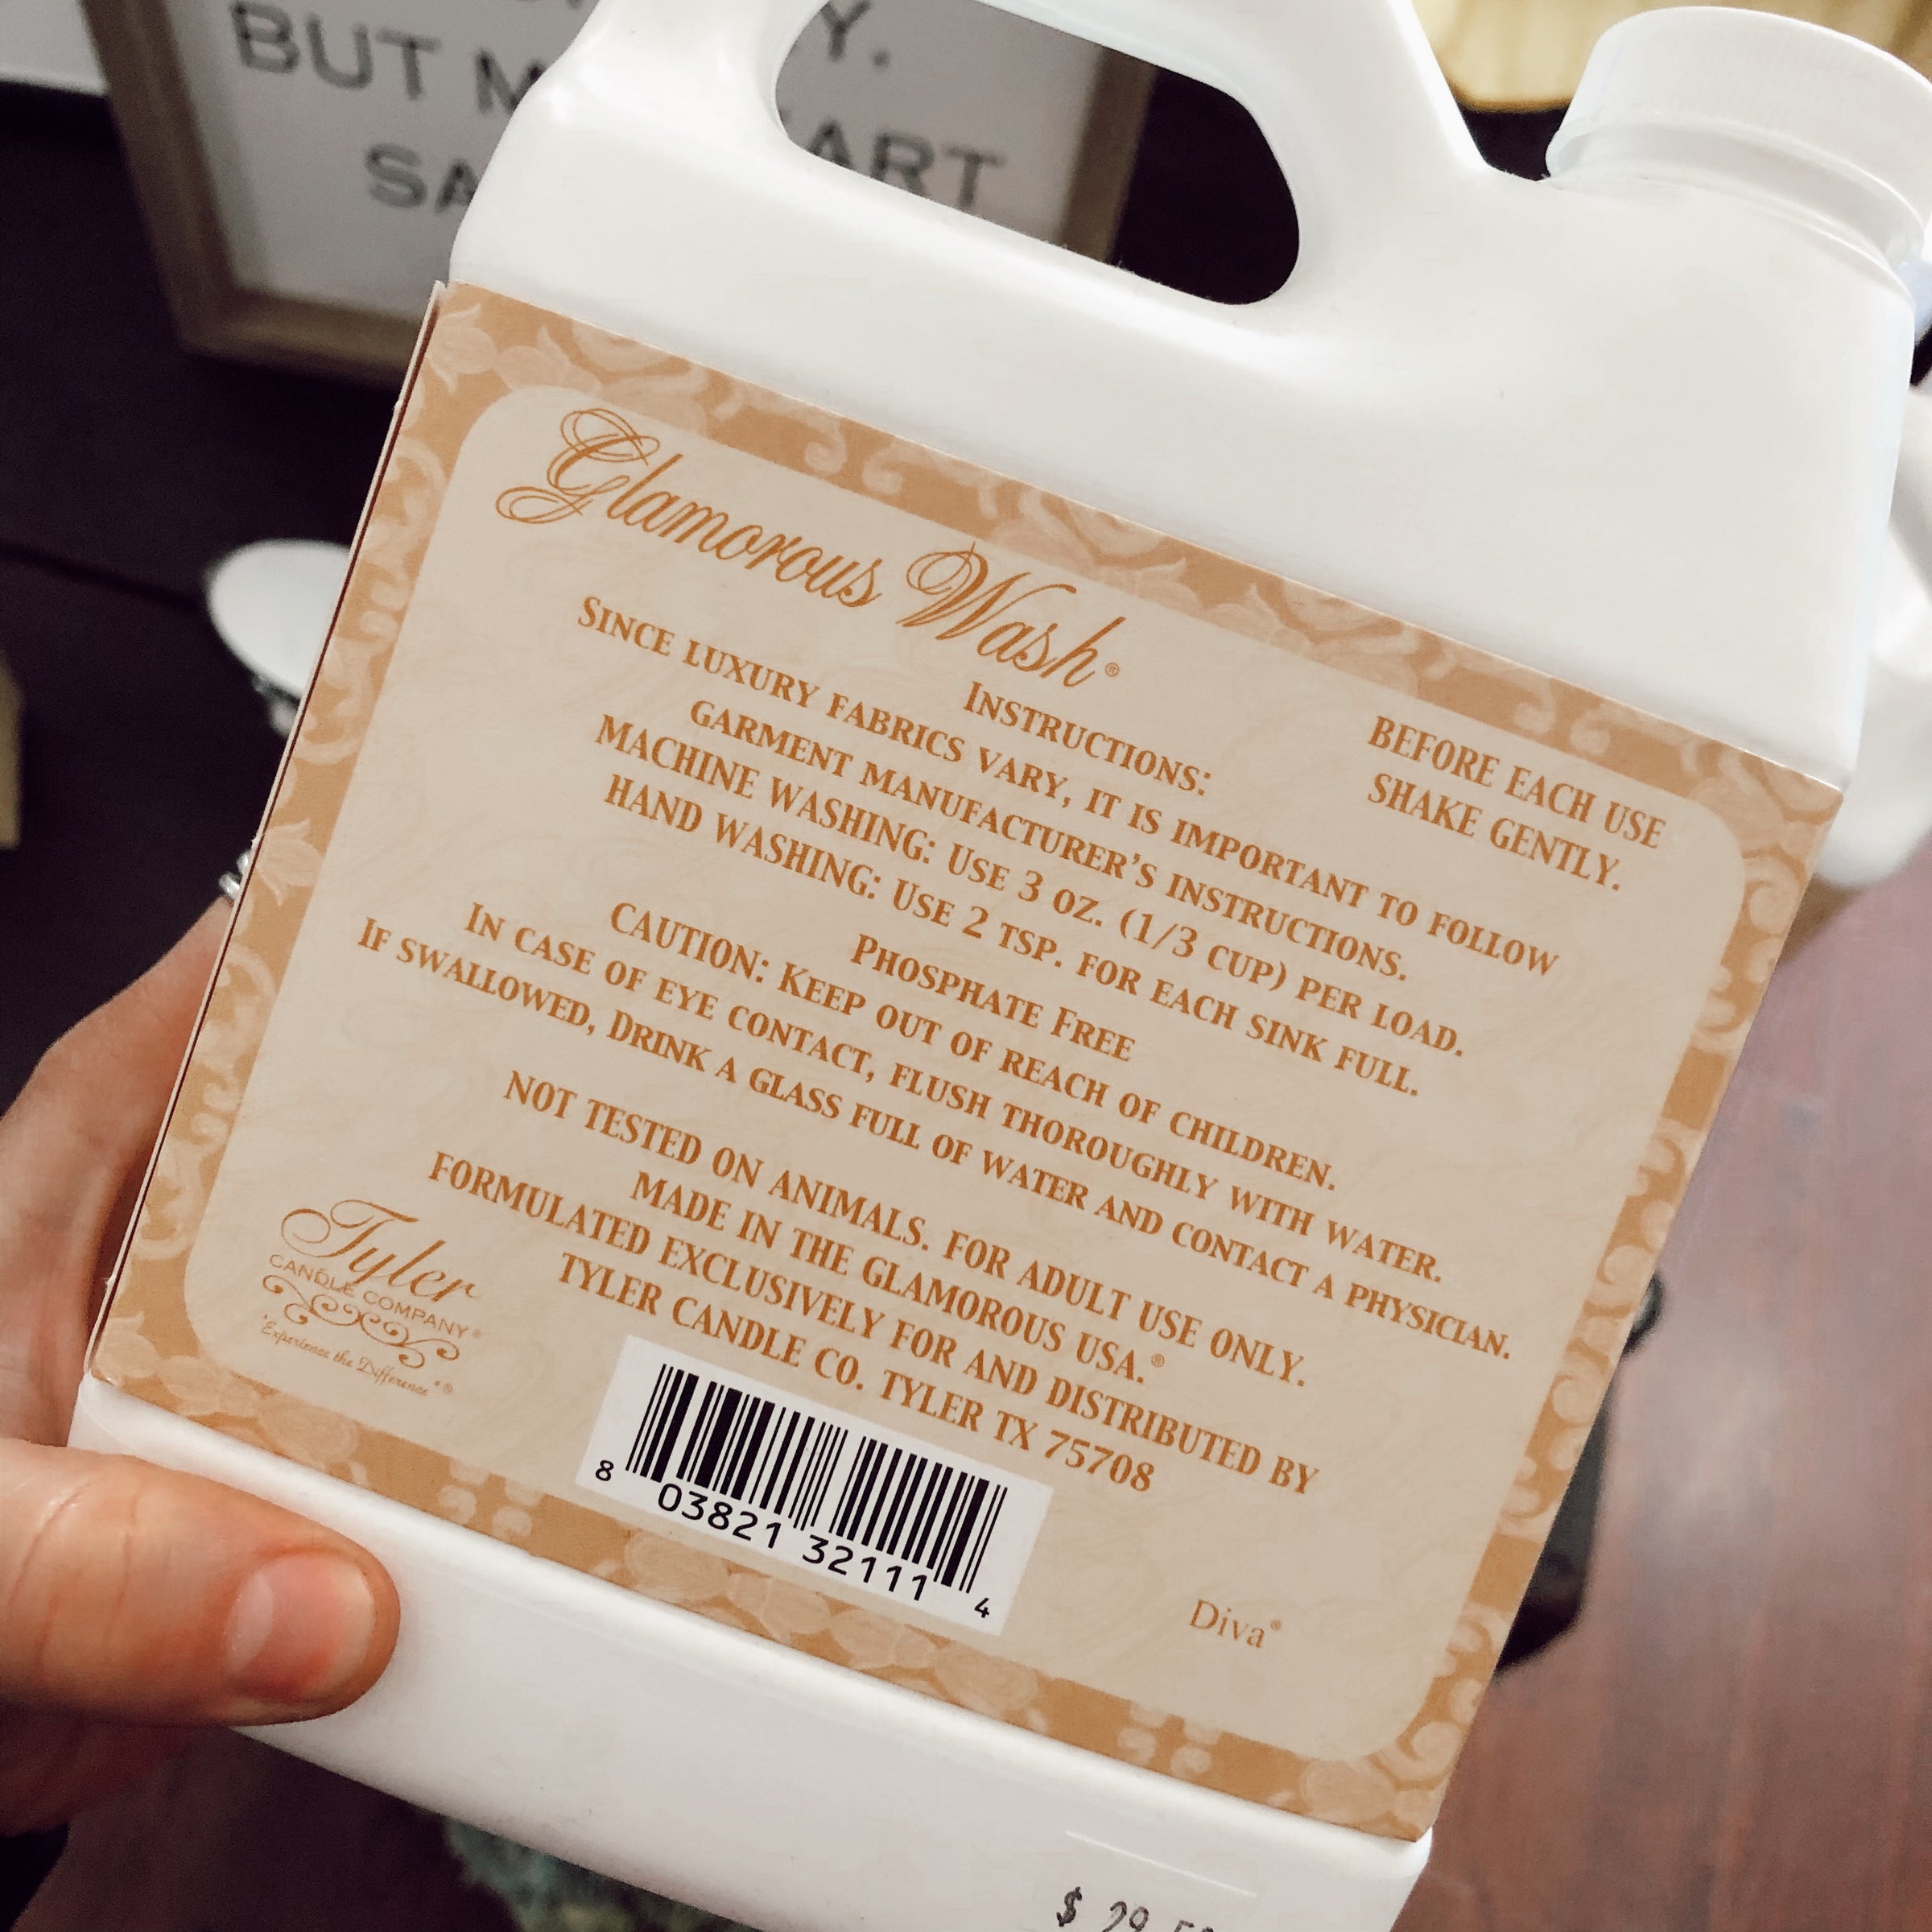 BUT M
SA ART
Glamorous Wash®
INSTRUCTIONS:
BEFORE EACH USE
SHAKE GENTLY.
SINCE LUXURY FABRICS VARY, IT IS IMPORTANT TO FOLLOW
GARMENT MANUFACTURER'S INSTRUCTIONS.
MACHINE WASHING: USE 3 OZ. (1/3 CUP) PER LOAD.
HAND WASHING: USE 2 TSP. FOR EACH SINK FULL.
PHOSPHATE FREE
CAUTION: KEEP OUT OF REACH OF CHILDREN.
IN CASE OF EYE CONTACT, FLUSH THOROUGHLY WITH WATER.
IF SWALLOWED, DRINK A GLASS FULL OF WATER AND CONTACT A PHYSICIAN.
NOT TESTED ON ANIMALS. FOR ADULT USE ONLY.
MADE IN THE GLAMOROUS USA.®
FORMULATED EXCLUSIVELY FOR AND DISTRIBUTED BY
TYLER CANDLE CO. TYLER TX 75708
Tyler
CANDLE COMPANY®
"Experience the Difference"®
8 03821 32111 4
Diva®
$ 29.50